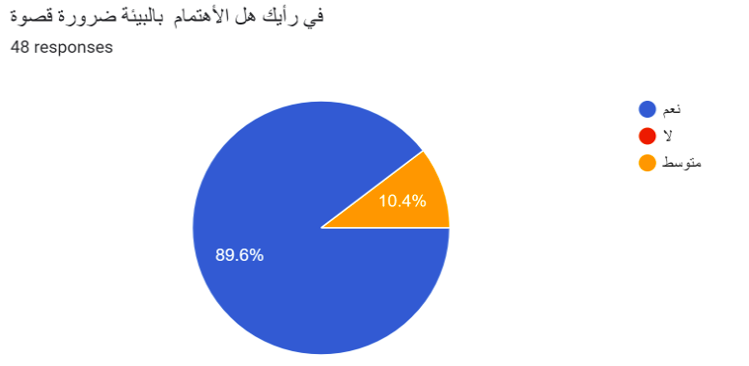 في رأيك هل الأهتمام بالبيئة ضرورة قصوة
48 responses
نعم
لا
متوسط
10.4%
89.6%